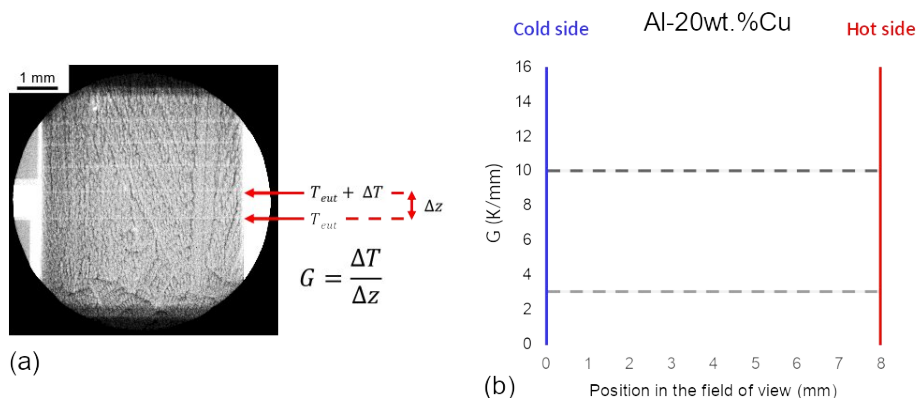 1 mm
T_eut + ΔT
Δz
T_eut
G = ΔT/Δz
(a)
Al-20wt.%Cu
Cold side
Hot side
G (K/mm)
16
14
12
10
8
6
4
2
0
0 1 2 3 4 5 6 7 8
Position in the field of view (mm)
(b)